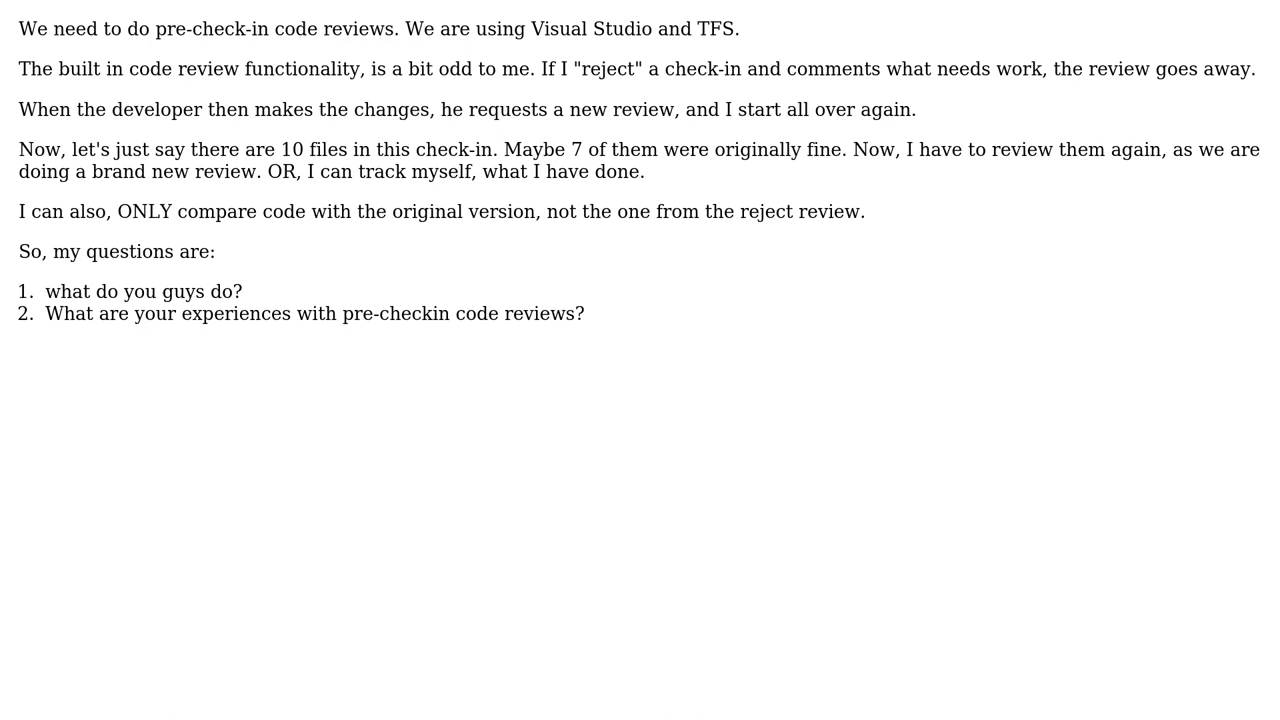 We need to do pre-check-in code reviews. We are using Visual Studio and TFS.
The built in code review functionality, is a bit odd to me. If I "reject" a check-in and comments what needs work, the review goes away.
When the developer then makes the changes, he requests a new review, and I start all over again.
Now, let's just say there are 10 files in this check-in. Maybe 7 of them were originally fine. Now, I have to review them again, as we are
doing a brand new review. OR, I can track myself, what I have done.
I can also, ONLY compare code with the original version, not the one from the reject review.
So, my questions are:
1. what do you guys do?
2. What are your experiences with pre-checkin code reviews?